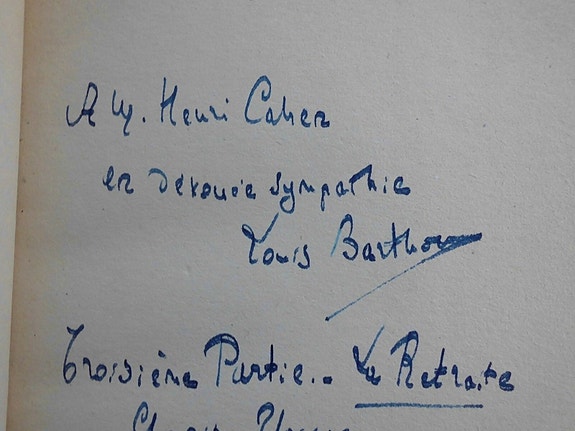 A M. Henri Cahen
en dévouée sympathie
Louis Barthou
Troisième Partie.. La Retraite